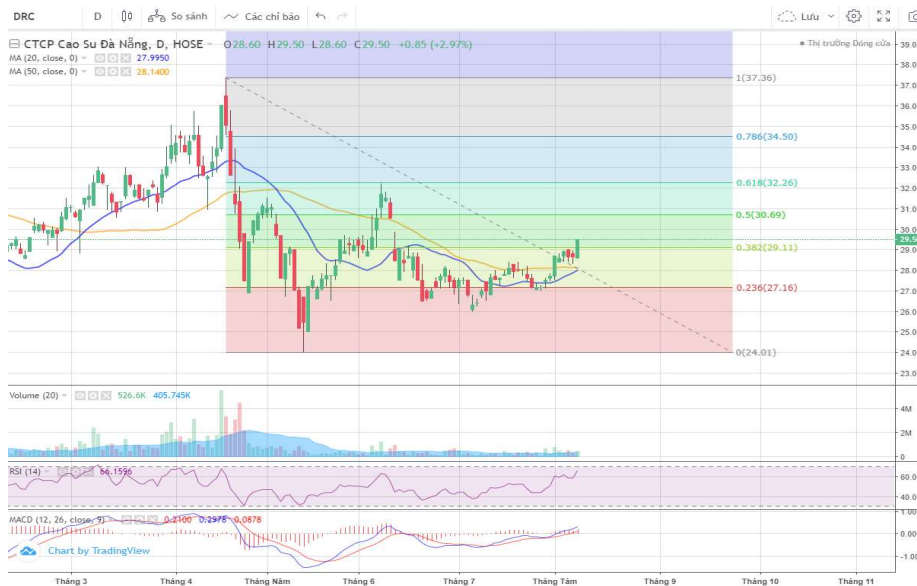 DRC D So sánh Các chỉ báo Lưu
CTCP Cao Su Đà Nẵng, D, HOSE O28.60 H29.50 L28.60 C29.50 +0.85 (+2.97%)
Thị trường Đóng cửa
MA (20, close, 0) 27.9950
MA (50, close, 0) 28.1400
1(37.36)
0.786(34.50)
0.618(32.26)
0.5(30.69)
0.382(29.11)
0.236(27.16)
0(24.01)
39.0
38.0
37.0
36.0
35.0
34.0
33.0
32.0
31.0
30.0
29.5
29.0
28.0
27.0
26.0
25.0
24.0
23.0
Volume (20) 526.6K 405.745K
4M
2M
0
RSI (14) 66.1596
60.0
40.0
MACD (12, 26, close, 9) 0.2100 0.2978 0.0878
1.00
0.00
-1.00
Chart by TradingView
Tháng 3 Tháng 4 Tháng Năm Tháng 6 Tháng 7 Tháng Tám Tháng 9 Tháng 10 Tháng 11